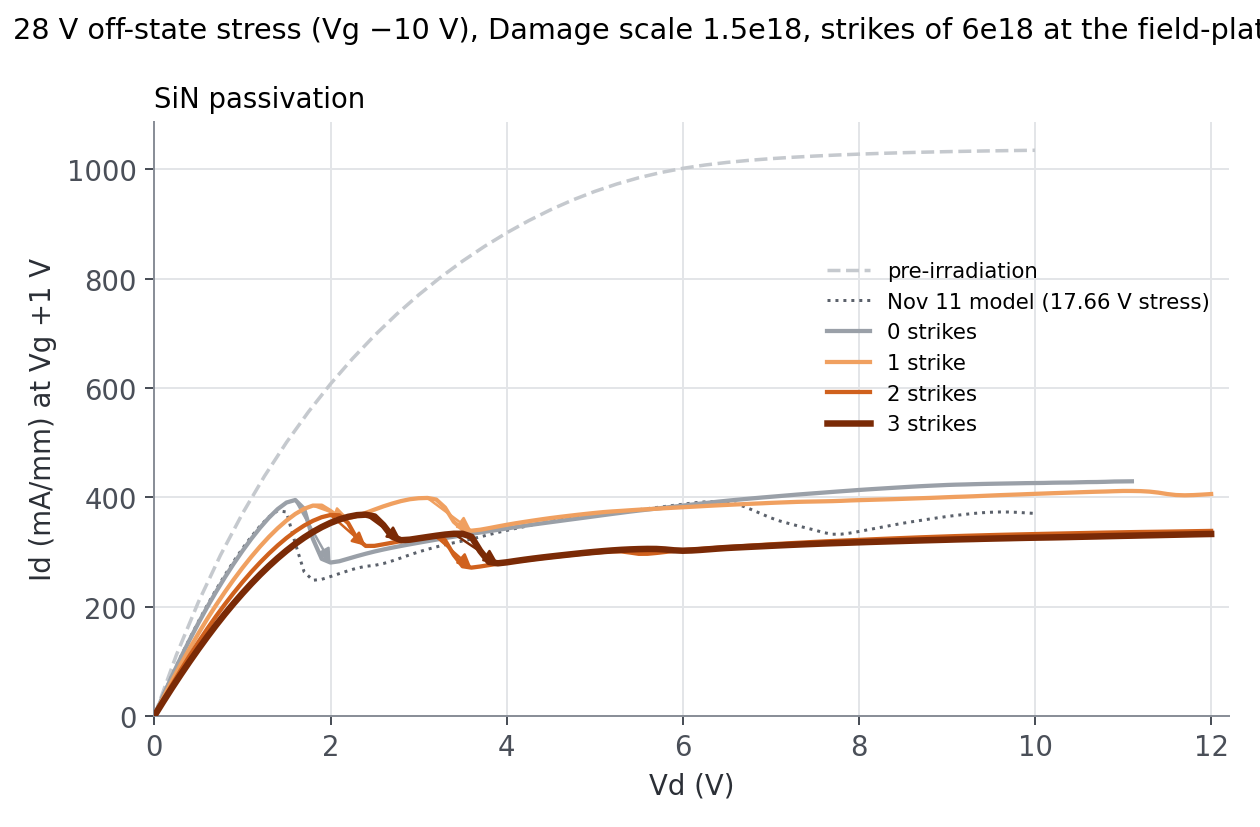 28 V off-state stress (Vg −10 V), Damage scale 1.5e18, strikes of 6e18 at the
SiN passivation
Id (mA/mm) at Vg +1 V
1000
800
600
400
200
0
pre-irradiation
Nov 11 model (17.66 V stress)
0 strikes
1 strike
2 strikes
3 strikes
0 2 4 6 8 10 12
Vd (V)